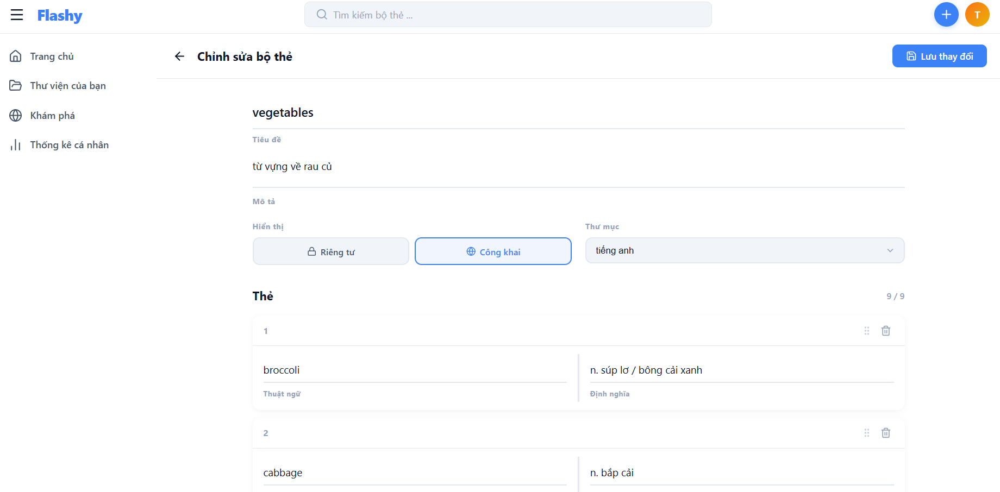 Flashy
Tìm kiếm bộ thẻ ...
T
Trang chủ
Thư viện của bạn
Khám phá
Thống kê cá nhân
Chỉnh sửa bộ thẻ
Lưu thay đổi
vegetables
Tiêu đề
từ vựng về rau củ
Mô tả
Hiển thị
Thư mục
Riêng tư
Công khai
tiếng anh
Thẻ
9 / 9
1
broccoli
n. súp lơ / bông cải xanh
Thuật ngữ
Định nghĩa
2
cabbage
n. bắp cải